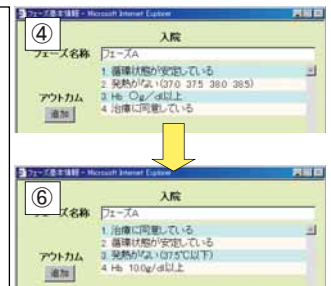 フェーズ基本情報 - Microsoft Internet Explorer
④
入院
フェーズ名称 フェーズA
1. 循環状態が安定している
2. 発熱がない(37.0 37.5 38.0 38.5)
アウトカム
3. Hb ○g/dl以上
4. 治療に同意している
追加
フェーズ基本情報 - Microsoft Internet Explorer
⑥
入院
フェーズ名称 フェーズA
1. 治療に同意している
2. 循環状態が安定している
アウトカム
3. 発熱がない(37.5℃以下)
4. Hb 10.0g/dl以上
追加